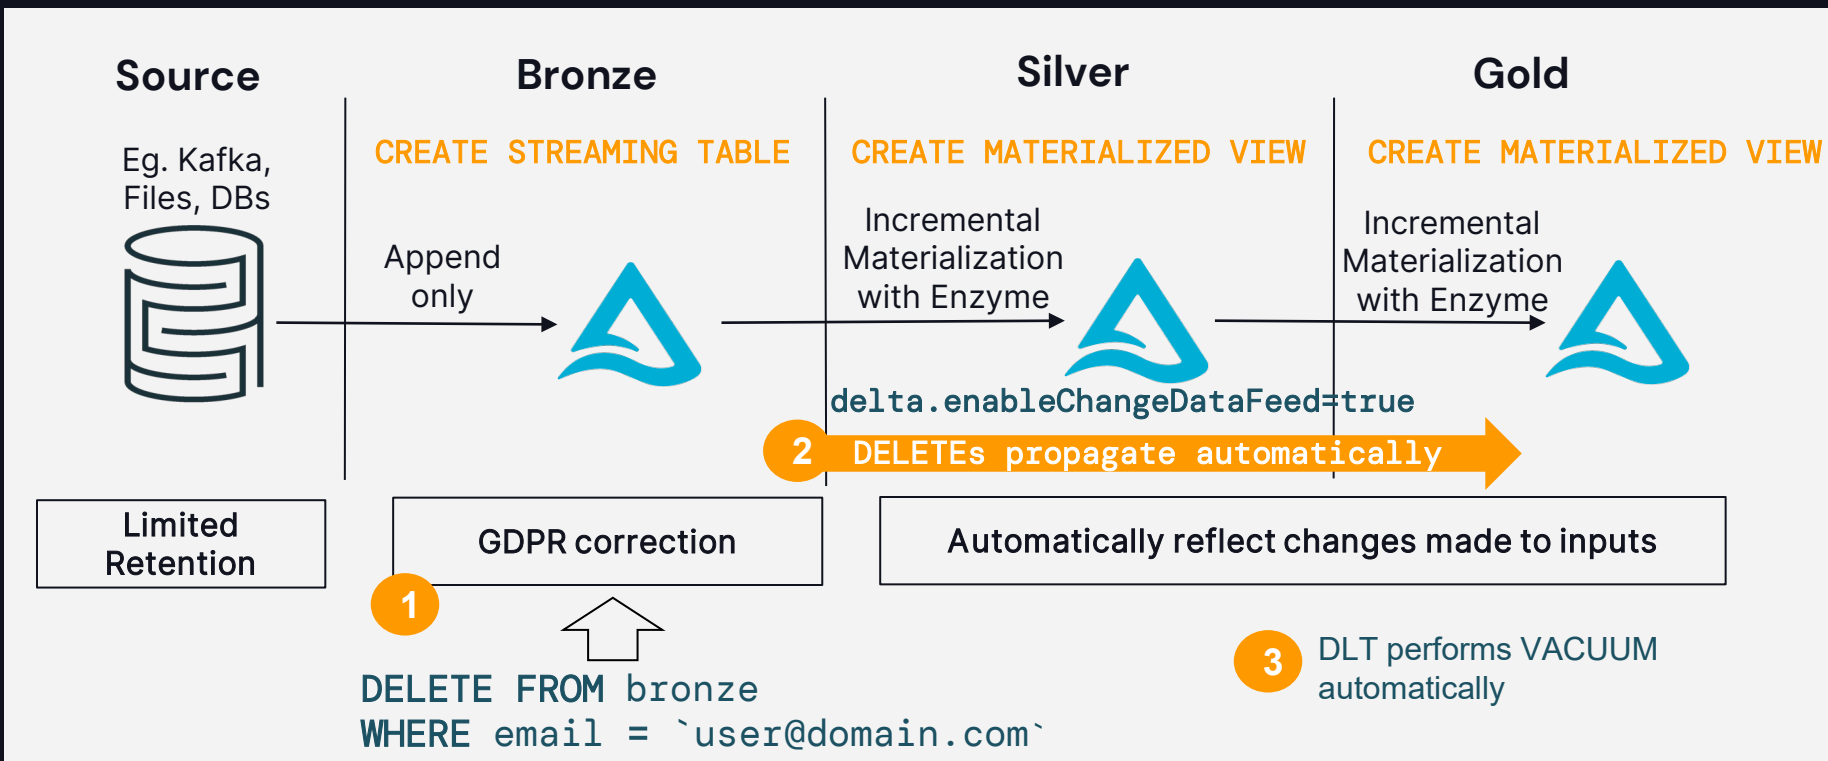 Source
Bronze
Silver
Gold
Eg. Kafka,
Files, DBs
CREATE STREAMING TABLE
CREATE MATERIALIZED VIEW
CREATE MATERIALIZED VIEW
Append
only
Incremental
Materialization
with Enzyme
Incremental
Materialization
with Enzyme
delta.enableChangeDataFeed=true
2
DELETEs propagate automatically
Limited
Retention
GDPR correction
Automatically reflect changes made to inputs
1
DELETE FROM bronze
WHERE email = `user@domain.com`
3
DLT performs VACUUM
automatically